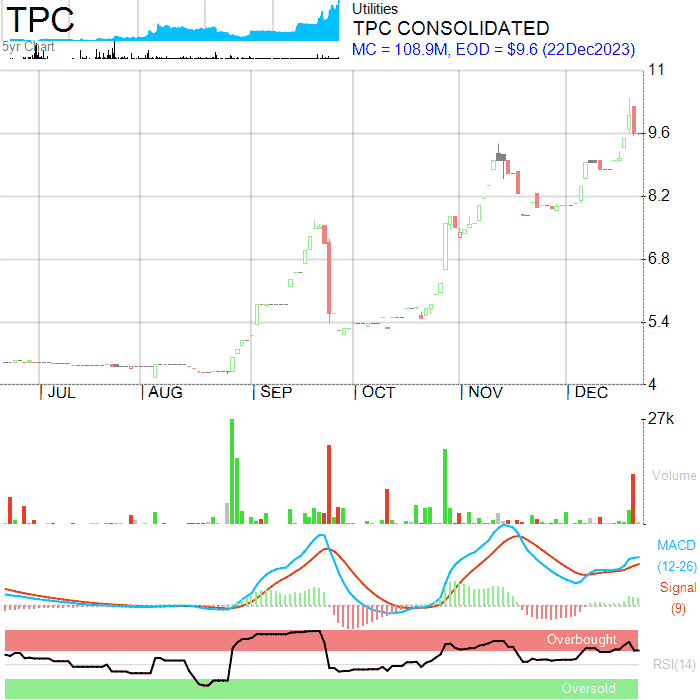 TPC
5yr Chart
Utilities
TPC CONSOLIDATED
MC = 108.9M, EOD = $9.6 (22Dec2023)
11
9.6
8.2
6.8
5.4
4
JUL
AUG
SEP
OCT
NOV
DEC
27k
Volume
MACD
(12-26)
Signal
(9)
Overbought
RSI(14)
Oversold